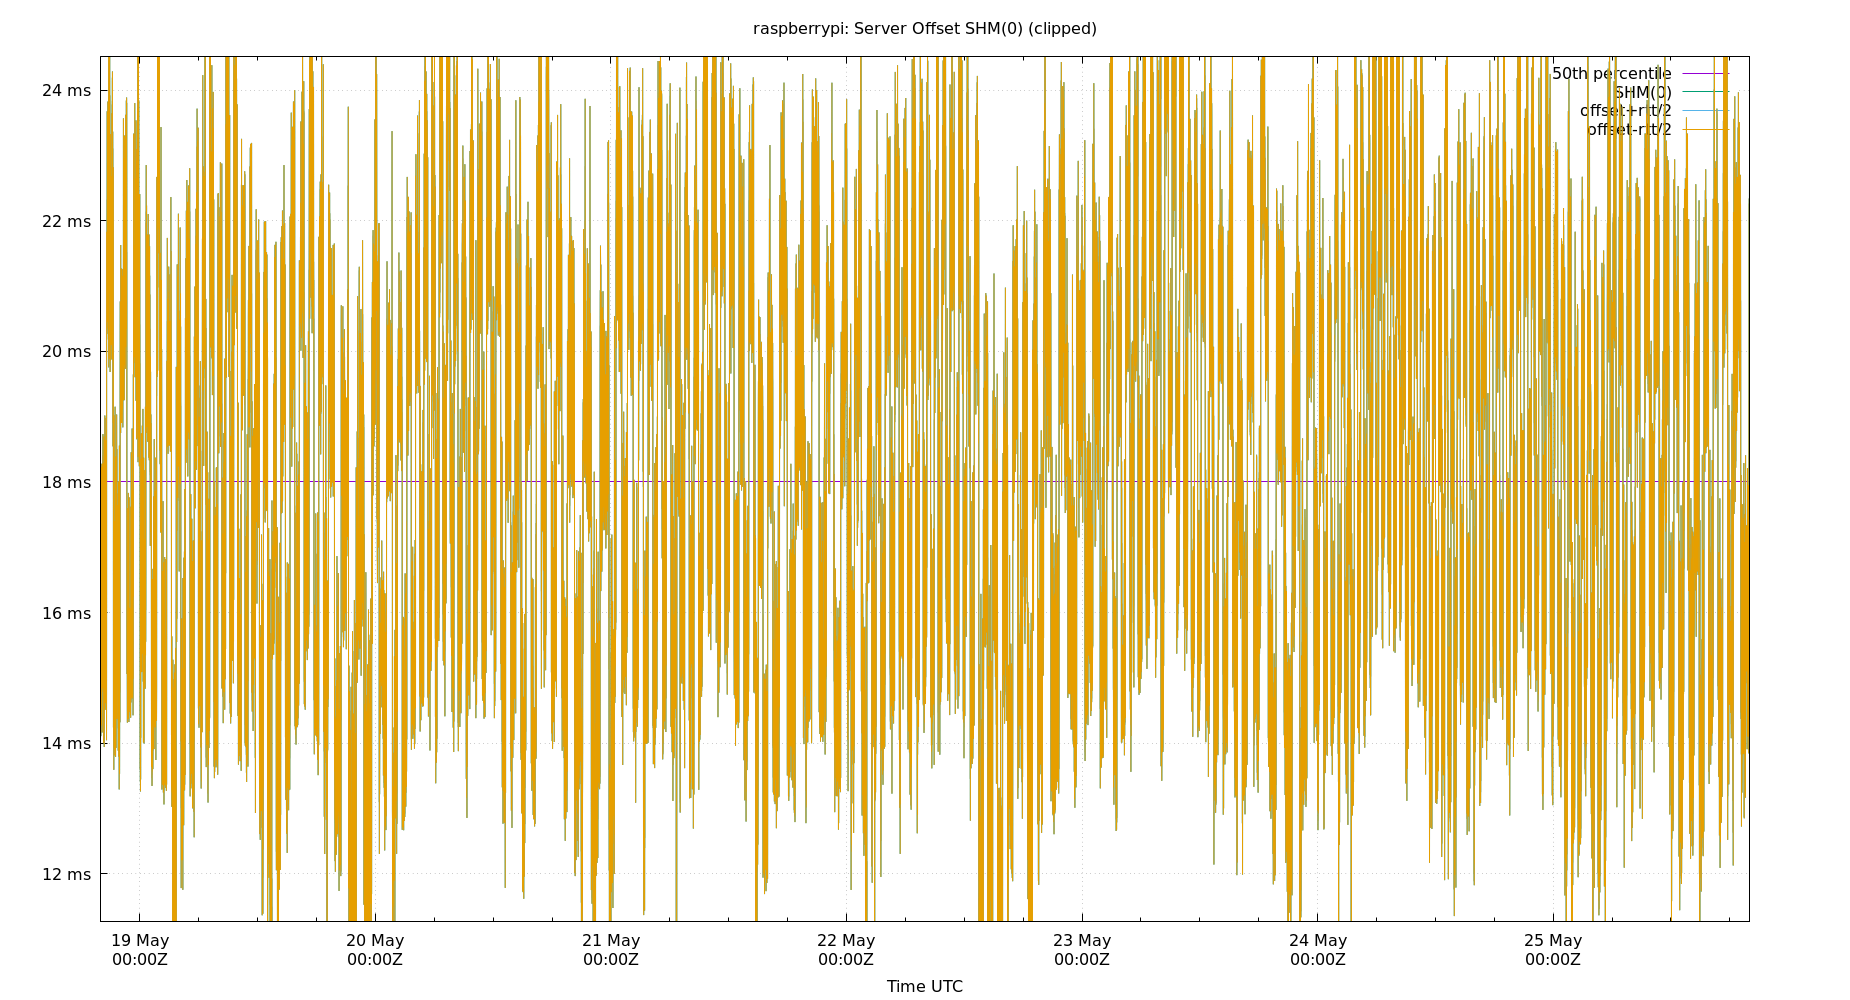 raspberrypi: Server Offset SHM(0) (clipped)
24 ms
22 ms
20 ms
18 ms
16 ms
14 ms
12 ms
50th percentile
SHM(0)
offset+rtt/2
offset-rtt/2
19 May
00:00Z
20 May
00:00Z
21 May
00:00Z
22 May
00:00Z
23 May
00:00Z
24 May
00:00Z
25 May
00:00Z
Time UTC